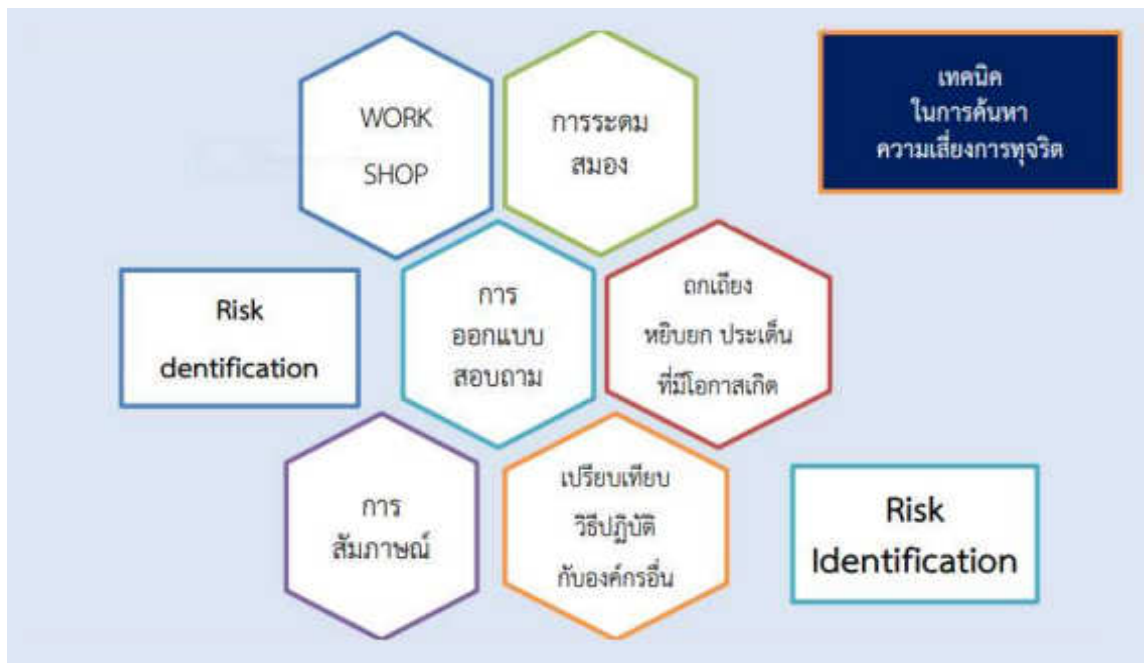 WORK
SHOP
การระดม
สมอง
เทคนิค
ในการค้นหา
ความเสี่ยงการทุจริต
Risk
dentification
การ
ออกแบบ
สอบถาม
ถกเถียง
หยิบยก ประเด็น
ที่มีโอกาสเกิด
การ
สัมภาษณ์
เปรียบเทียบ
วิธีปฏิบัติ
กับองค์กรอื่น
Risk
Identification